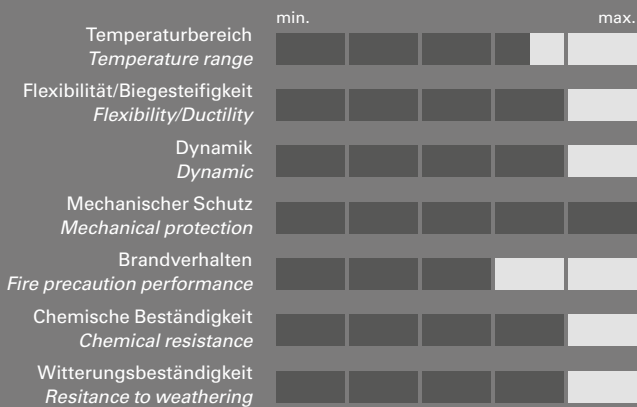 min. max.
Temperaturbereich
Temperature range
Flexibilität/Biegesteifigkeit
Flexibility/Ductility
Dynamik
Dynamic
Mechanischer Schutz
Mechanical protection
Brandverhalten
Fire precaution performance
Chemische Beständigkeit
Chemical resistance
Witterungsbeständigkeit
Resitance to weathering